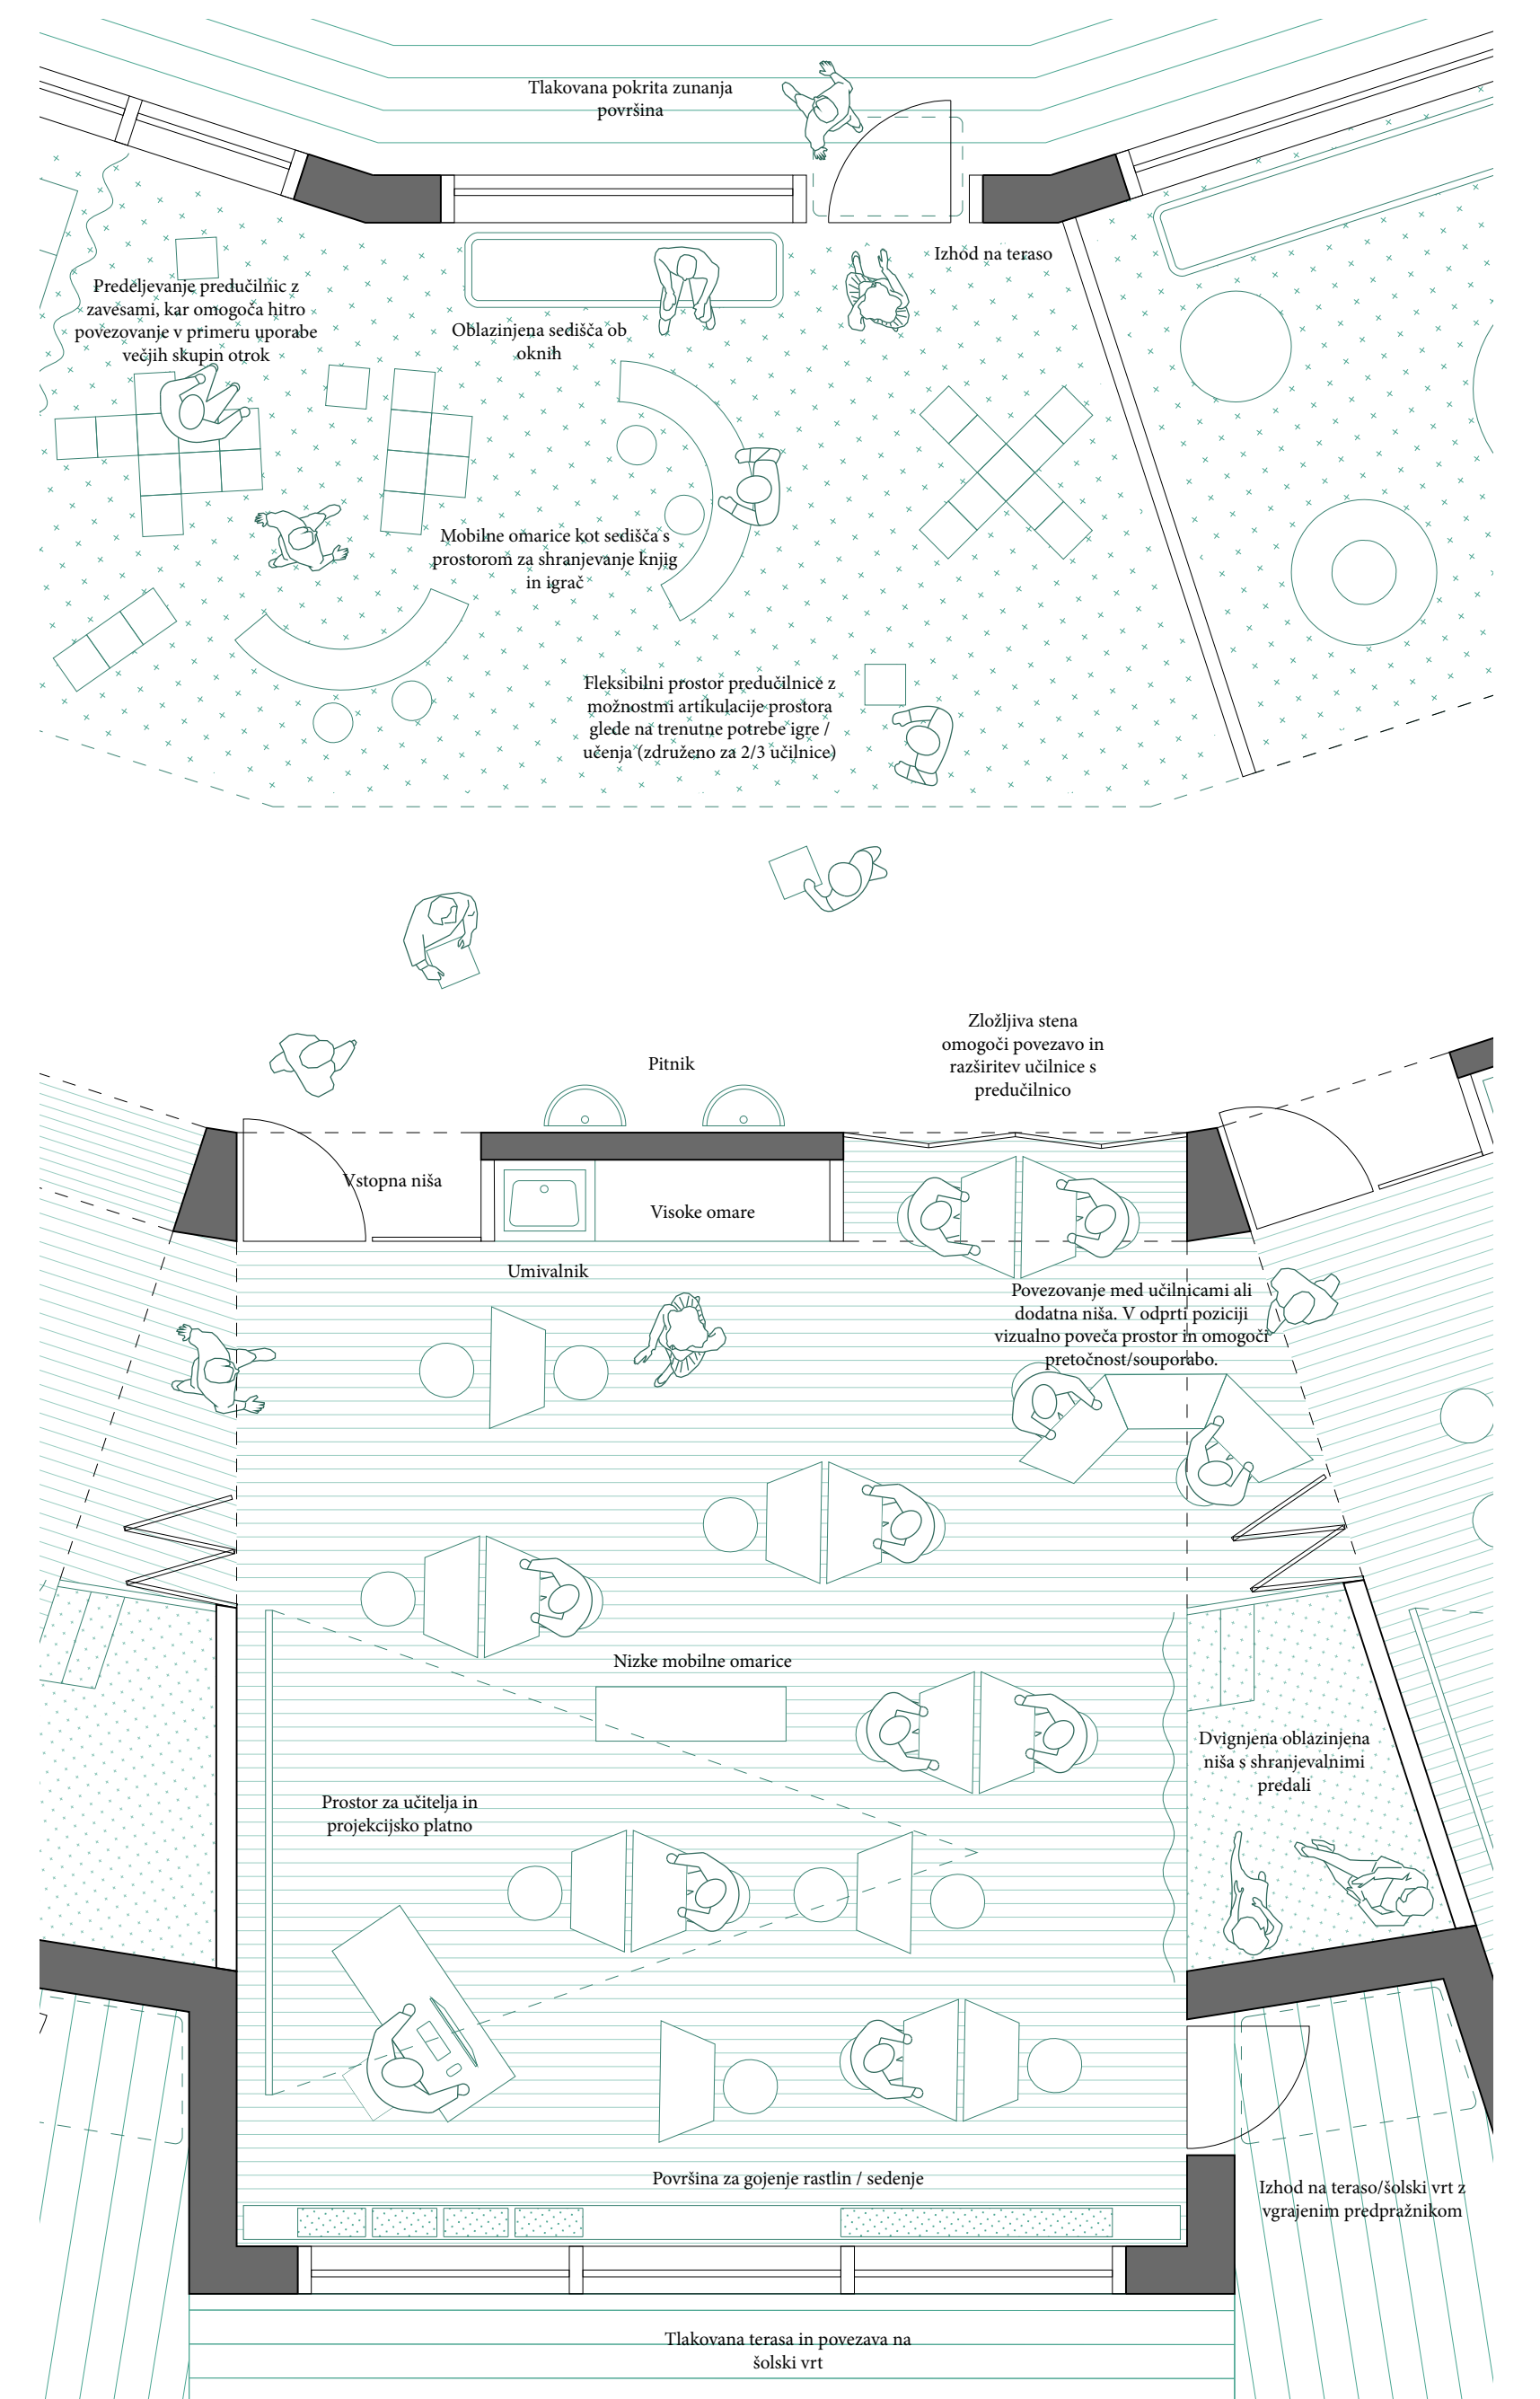 Tlakovana pokrita zunanja
površina
Izhod na teraso
Predeljevanje predučilnic z
zavesami, kar omogoča hitro
povezovanje v primeru uporabe
večjih skupin otrok
Oblazinjena sedišča ob
oknih
Mobilne omarice kot sedišča s
prostorom za shranjevanje knjig
in igrač
Fleksibilni prostor predučilnice z
možnostmi artikulacije prostora
glede na trenutne potrebe igre /
učenja (združeno za 2/3 učilnice)
Zložljiva stena
omogoči povezavo in
razširitev učilnice s
predučilnico
Pitnik
Vstopna niša
Visoke omare
Umivalnik
Povezovanje med učilnicami ali
dodatna niša. V odprti poziciji
vizualno poveča prostor in omogoči
pretočnost/souporabo.
Nizke mobilne omarice
Dvignjena oblazinjena
niša s shranjevalnimi
predali
Prostor za učitelja in
projekcijsko platno
Površina za gojenje rastlin / sedenje
Izhod na teraso/šolski vrt z
vgrajenim predpražnikom
Tlakovana terasa in povezava na
šolski vrt